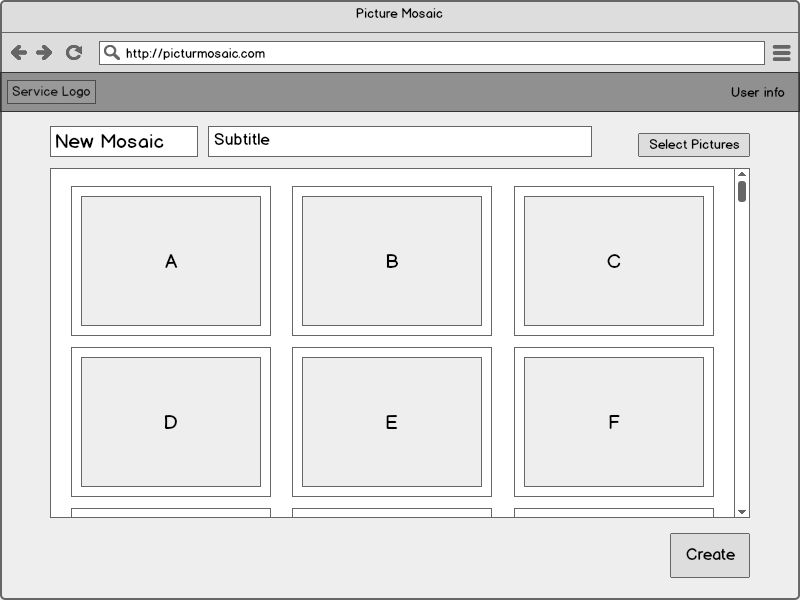 Picture Mosaic
http://picturmosaic.com
Service Logo
User info
New Mosaic
Subtitle
Select Pictures
A
B
C
D
E
F
Create